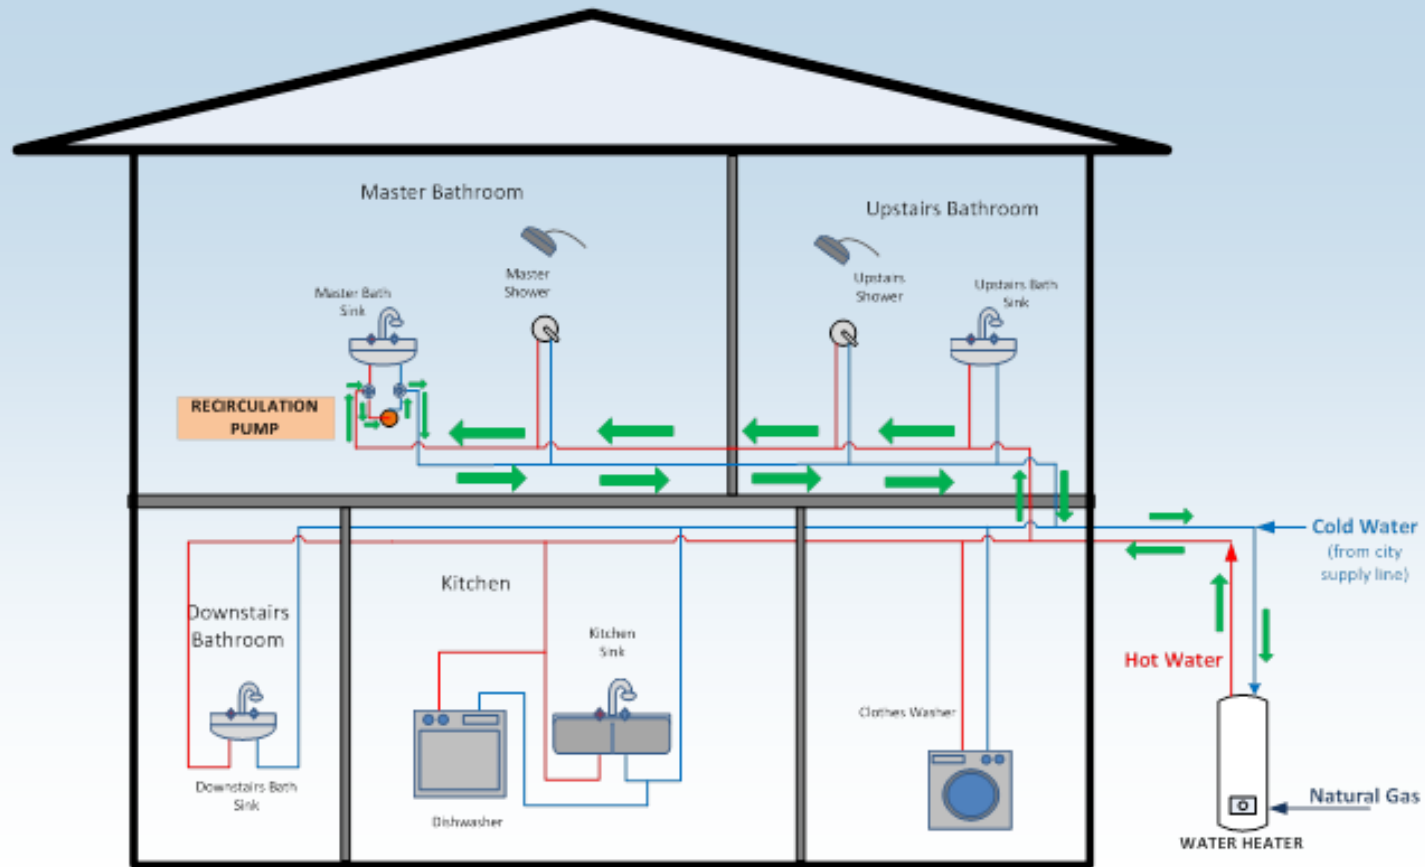 Master Bathroom
Upstairs Bathroom
Master
Shower
Upstairs
Shower
Upstairs Bath
Sink
Master Bath
Sink
RECIRCULATION
PUMP
Cold Water
(from city
supply line)
Kitchen
Downstairs
Bathroom
Kitchen
Sink
Hot Water
Clothes Washer
Downstairs Bath
Sink
Dishwasher
Natural Gas
WATER HEATER